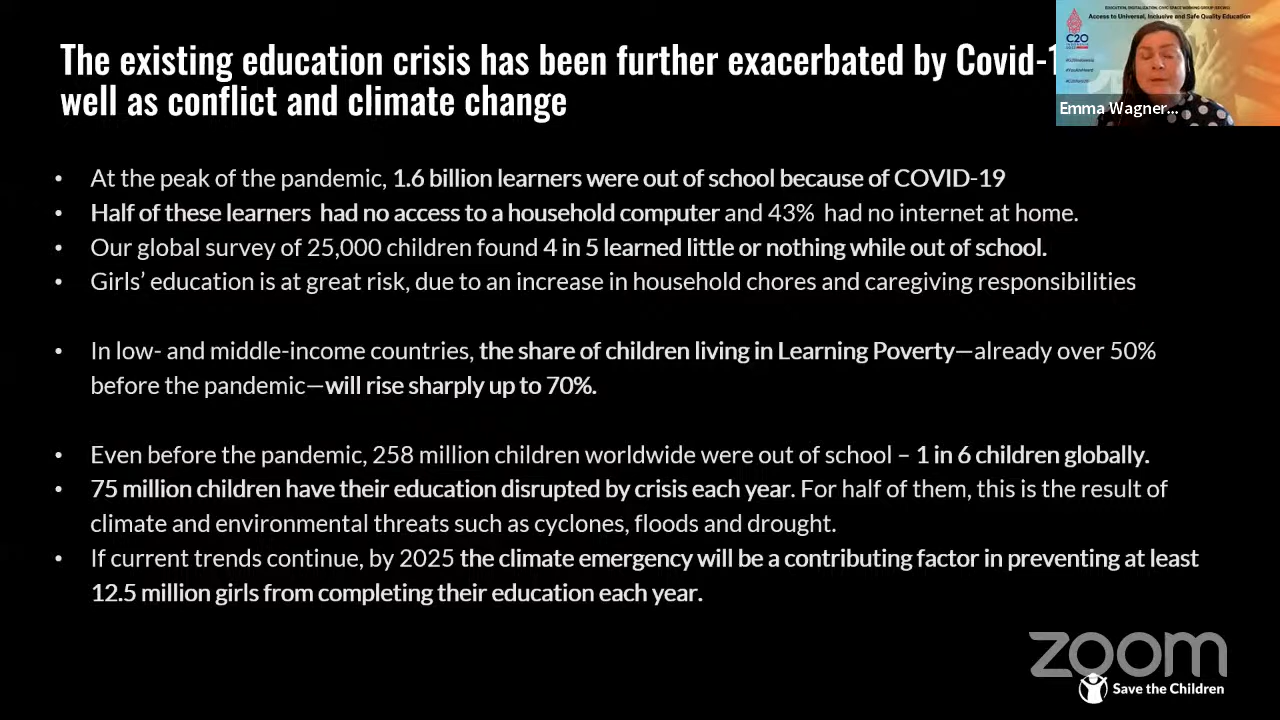 The existing education crisis has been further exacerbated by Covid-1
well as conflict and climate change
EDUCATION, DIGITALIZATION, CIVIC SPACE WORKING GROUP (EDCWG)
Access to Universal, Inclusive and Safe Quality Education
C20
Emma Wagner...
• At the peak of the pandemic, 1.6 billion learners were out of school because of COVID-19
• Half of these learners had no access to a household computer and 43% had no internet at home.
• Our global survey of 25,000 children found 4 in 5 learned little or nothing while out of school.
• Girls’ education is at great risk, due to an increase in household chores and caregiving responsibilities
• In low- and middle-income countries, the share of children living in Learning Poverty—already over 50%
before the pandemic—will rise sharply up to 70%.
• Even before the pandemic, 258 million children worldwide were out of school – 1 in 6 children globally.
• 75 million children have their education disrupted by crisis each year. For half of them, this is the result of
climate and environmental threats such as cyclones, floods and drought.
• If current trends continue, by 2025 the climate emergency will be a contributing factor in preventing at least
12.5 million girls from completing their education each year.
zoom
Save the Children